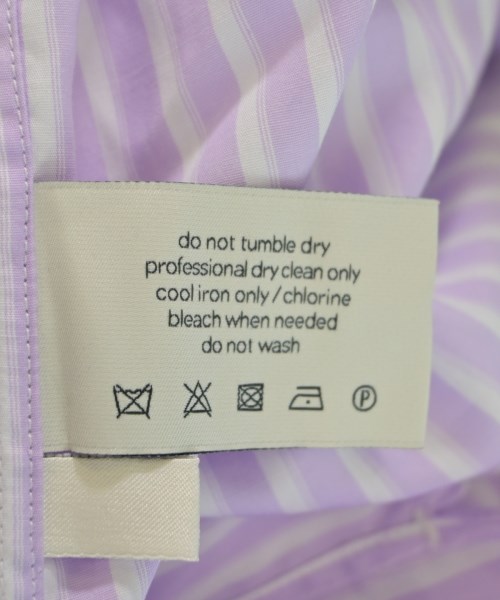 do not tumble dry
professional dry clean only
cool iron only / chlorine
bleach when needed
do not wash
P